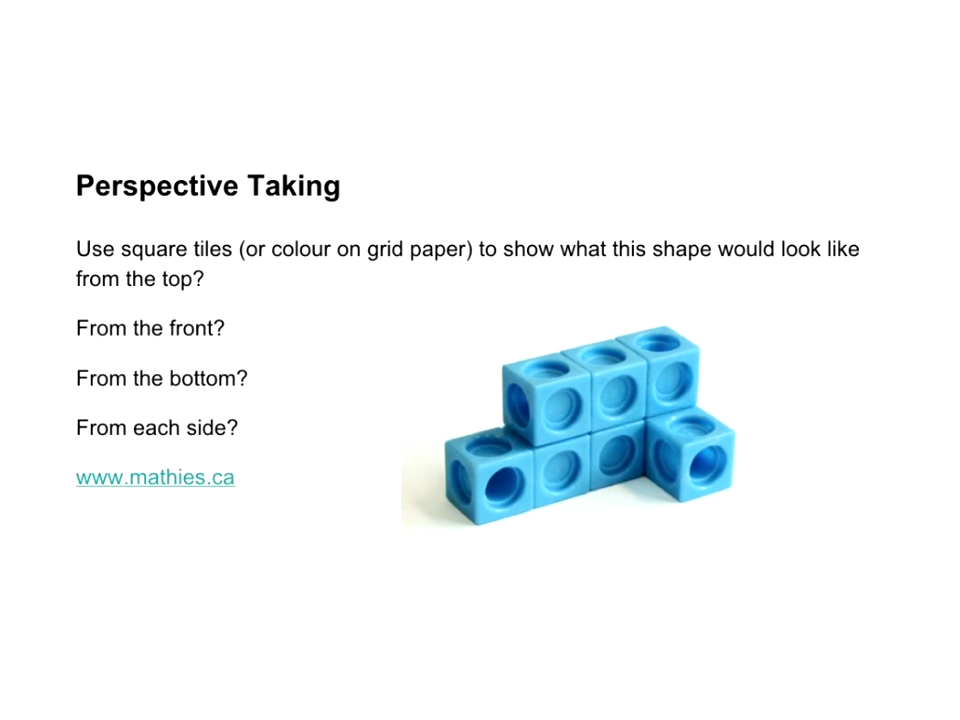 Perspective Taking
Use square tiles (or colour on grid paper) to show what this shape would look like
from the top?
From the front?
From the bottom?
From each side?
www.mathies.ca